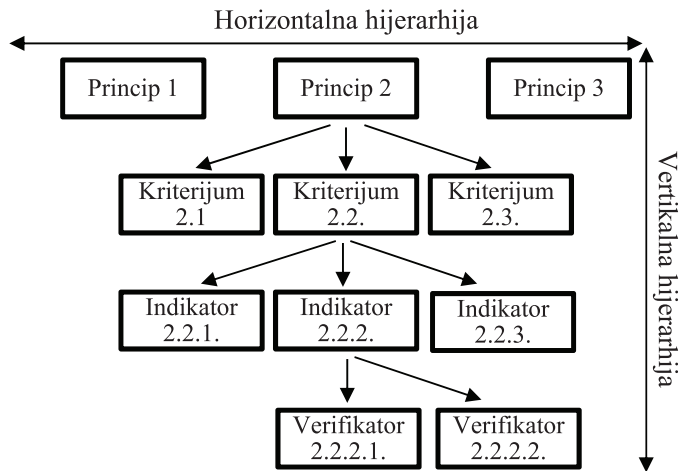 Horizontalna hijerarhija
Princip 1
Princip 2
Princip 3
Kriterijum
2.1
Kriterijum
2.2.
Kriterijum
2.3.
Indikator
2.2.1.
Indikator
2.2.2.
Indikator
2.2.3.
Verifikator
2.2.2.1.
Verifikator
2.2.2.2.
Vertikalna hijerarhija